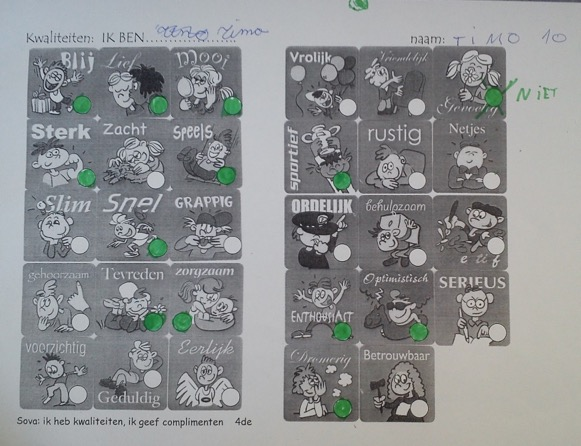 Kwaliteiten: IK BEN.................... Timo
naam: TIMO 10
Blij Lief Mooi
Sterk Zacht Speels
Slim Snel GRAPPIG
gehoorzaam Tevreden zorgzaam
voorzichtig Geduldig Eerlijk
Vrolijk Vriendelijk Gevoelig NIET
sportief rustig Netjes
ORDELIJK behulpzaam
ENTHOUSIAST Optimistisch SERIEUS
Dromerig Betrouwbaar
Sova: ik heb kwaliteiten, ik geef complimenten 4de